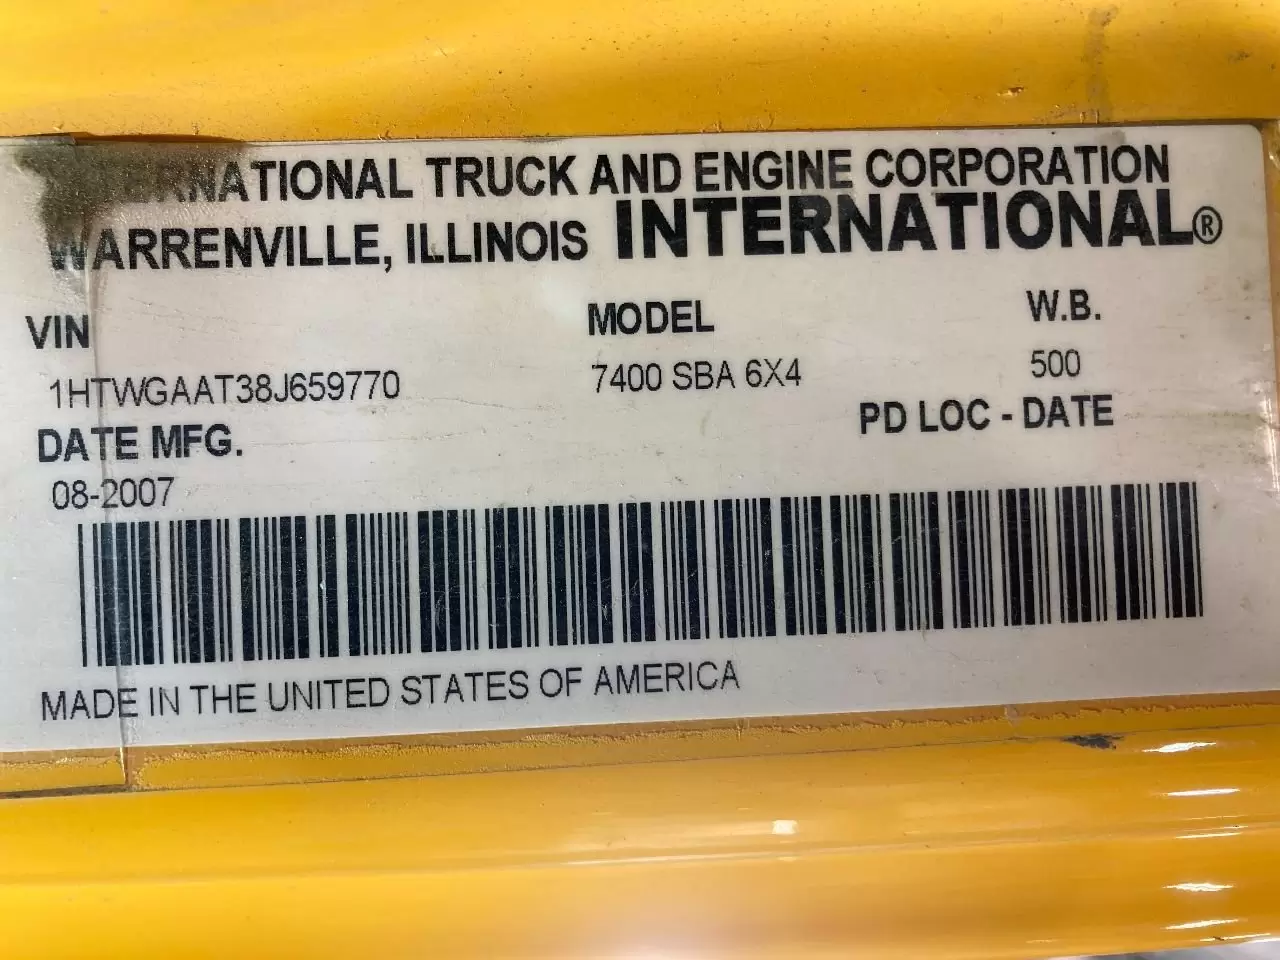 INTERNATIONAL TRUCK AND ENGINE CORPORATION
WARRENVILLE, ILLINOIS INTERNATIONAL®
VIN MODEL W.B.
1HTWGAAT38J659770 7400 SBA 6X4 500
DATE MFG. PD LOC - DATE
08-2007
MADE IN THE UNITED STATES OF AMERICA